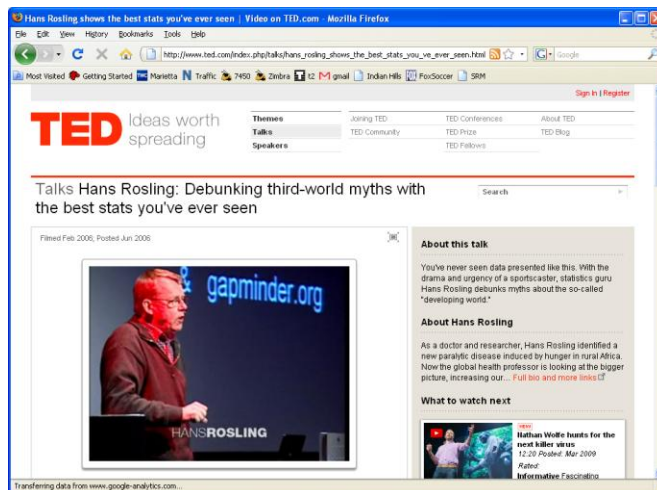 Hans Rosling shows the best stats you've ever seen | Video on TED.com - Mozilla Firefox
File Edit View History Bookmarks Tools Help
http://www.ted.com/index.php/talks/hans_rosling_shows_the_best_stats_you_ve_ever_seen.html
Google
Most Visited Getting Started Marietta Traffic 7450 Zimbra t2 gmail Indian Hills FoxSoccer SRM
Sign In | Register
TED Ideas worth
spreading
Themes Joining TED TED Conferences About TED
Talks TED Community TED Prize TED Blog
Speakers TED Fellows
Talks Hans Rosling: Debunking third-world myths with
the best stats you've ever seen
Search
Filmed Feb 2006, Posted Jun 2006
& gapminder.org
HANSROSLING
About this talk
You've never seen data presented like this. With the
drama and urgency of a sportscaster, statistics guru
Hans Rosling debunks myths about the so-called
"developing world."
About Hans Rosling
As a doctor and researcher, Hans Rosling identified a
new paralytic disease induced by hunger in rural Africa.
Now the global health professor is looking at the bigger
picture, increasing our... Full bio and more links
What to watch next
NEW
Nathan Wolfe hunts for the
next killer virus
12:20 Posted: Mar 2009
Rated:
Informative Fascinating
Transferring data from www.google-analytics.com...